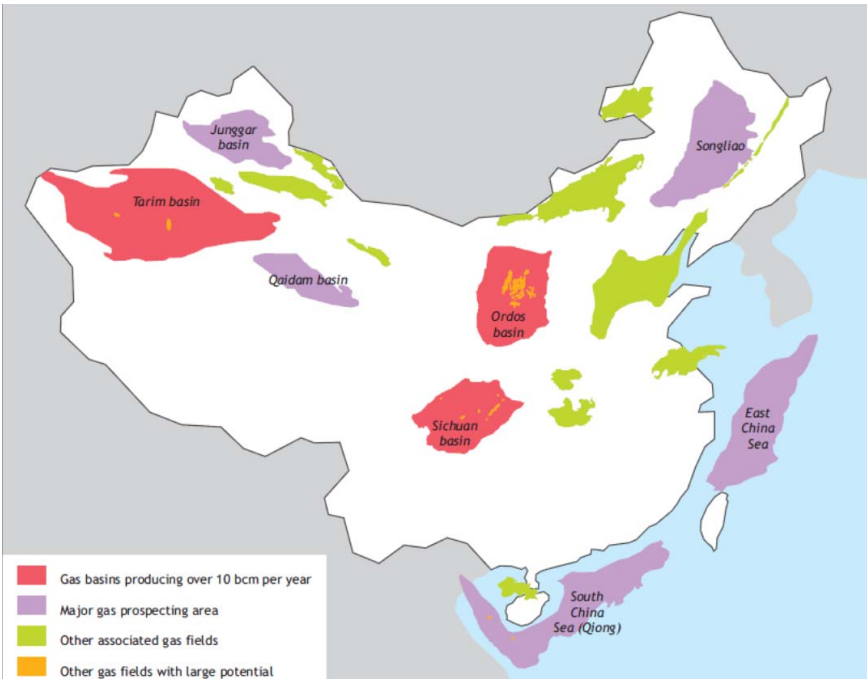 Junggar
basin
Songliao
Tarim basin
Qaidam basin
Ordos
basin
Sichuan
basin
East
China
Sea
South
China
Sea (Qiong)
Gas basins producing over 10 bcm per year
Major gas prospecting area
Other associated gas fields
Other gas fields with large potential